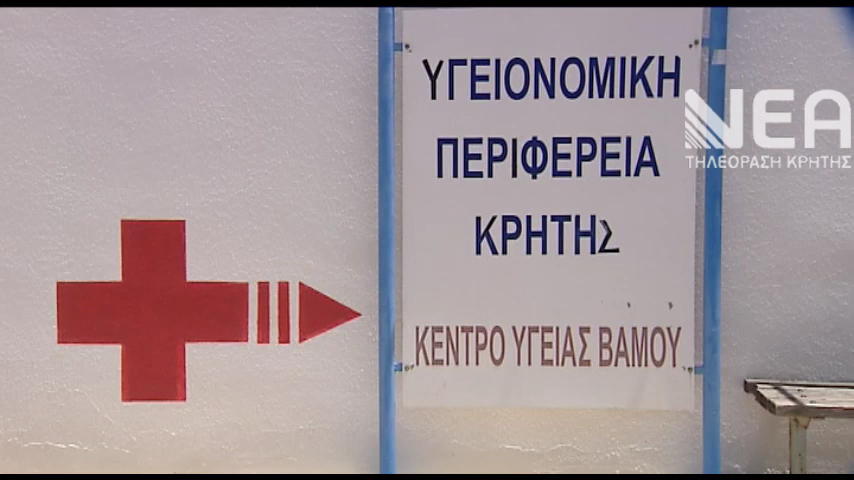 ΥΓΕΙΟΝΟΜΙΚΗ
ΠΕΡΙΦΕΡΕΙΑ
ΚΡΗΤΗΣ
ΚΕΝΤΡΟ ΥΓΕΙΑΣ ΒΑΜΟΥ
ΝΕΑ
ΤΗΛΕΟΡΑΣΗ ΚΡΗΤΗΣ